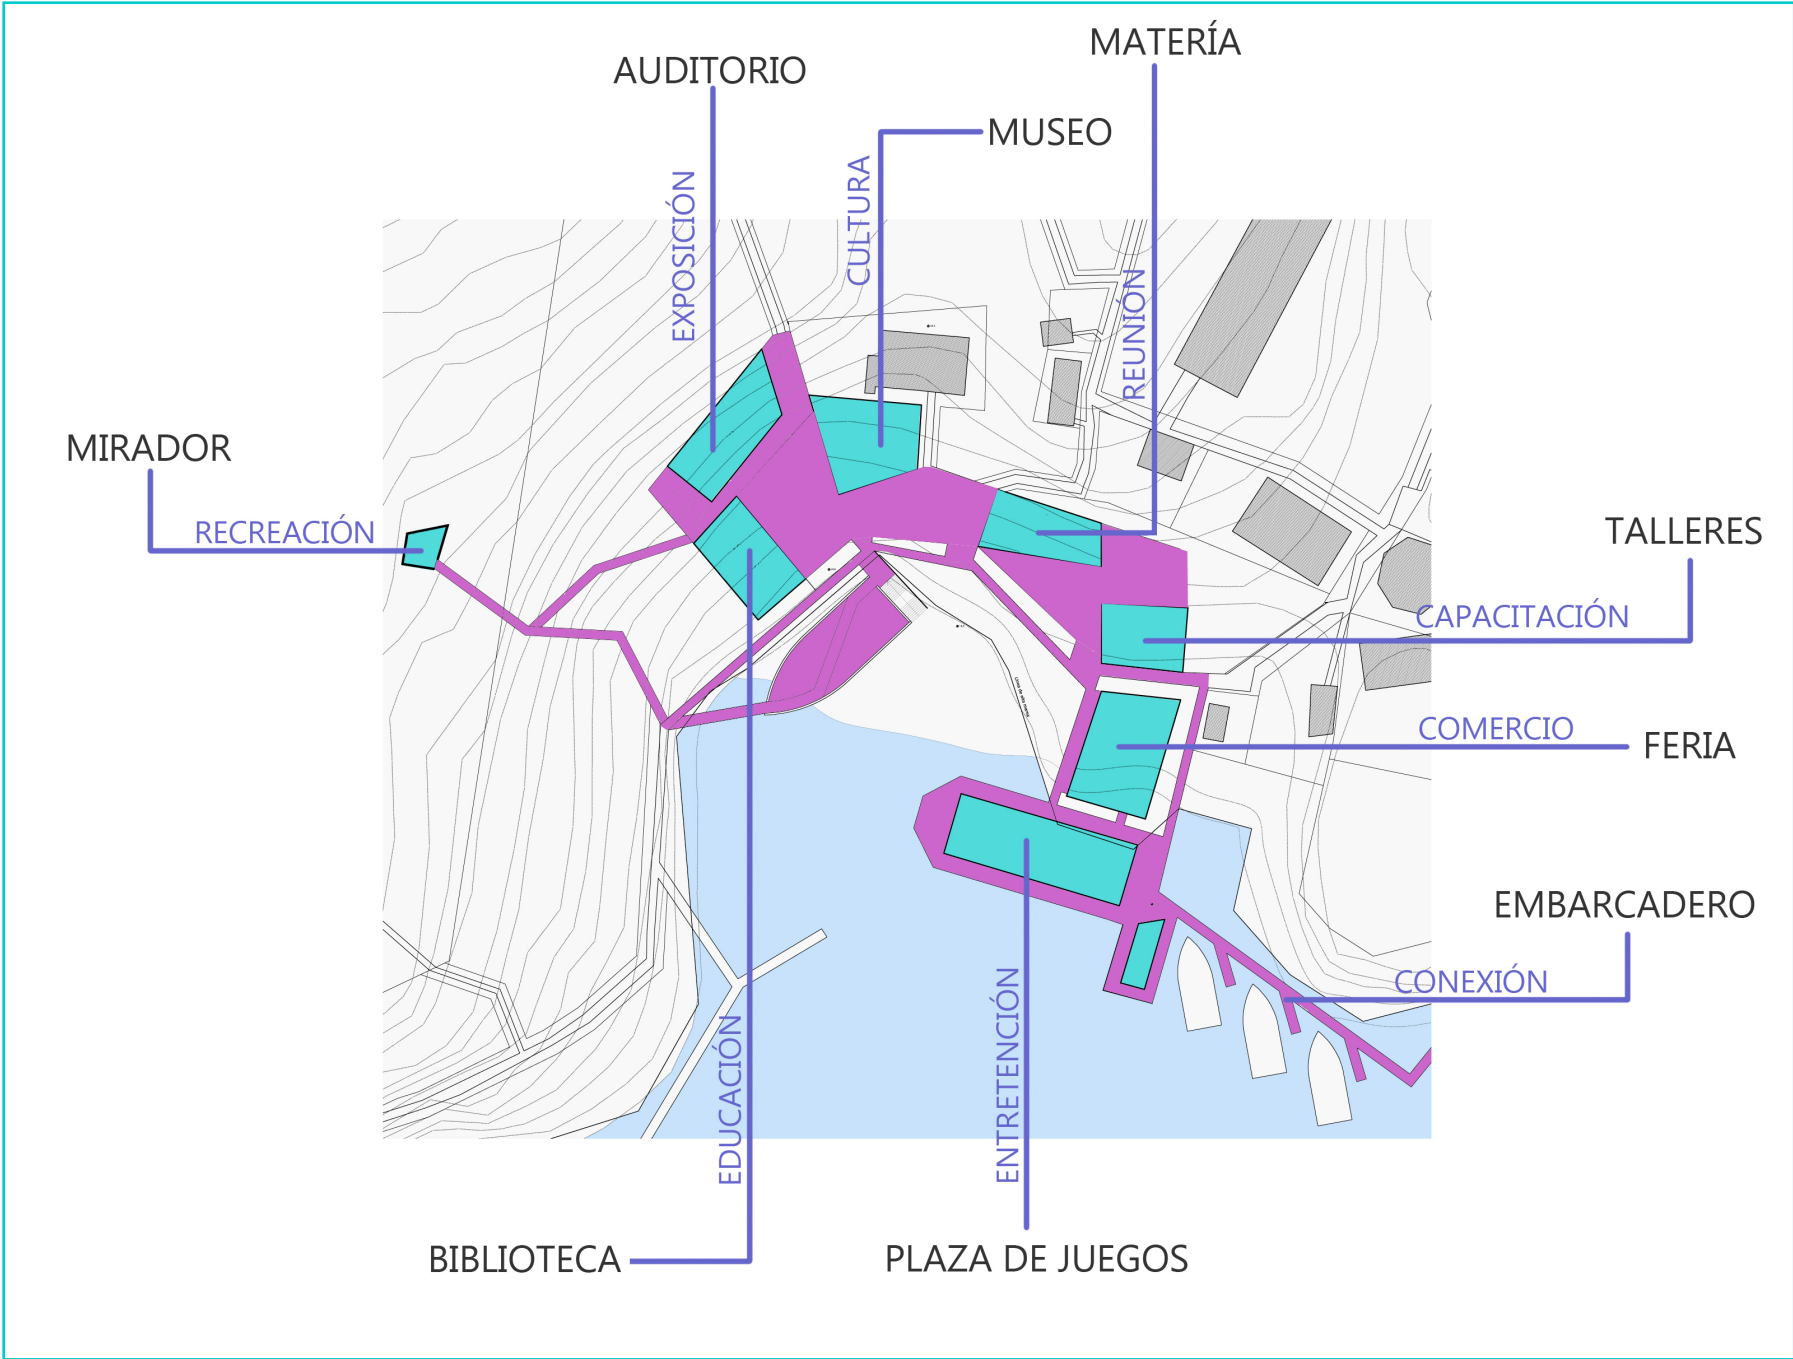 MATERÍA
AUDITORIO
MUSEO
EXPOSICIÓN
CULTURA
REUNIÓN
MIRADOR
RECREACIÓN
TALLERES
CAPACITACIÓN
COMERCIO
FERIA
EMBARCADERO
CONEXIÓN
EDUCACIÓN
ENTRETENCIÓN
BIBLIOTECA
PLAZA DE JUEGOS